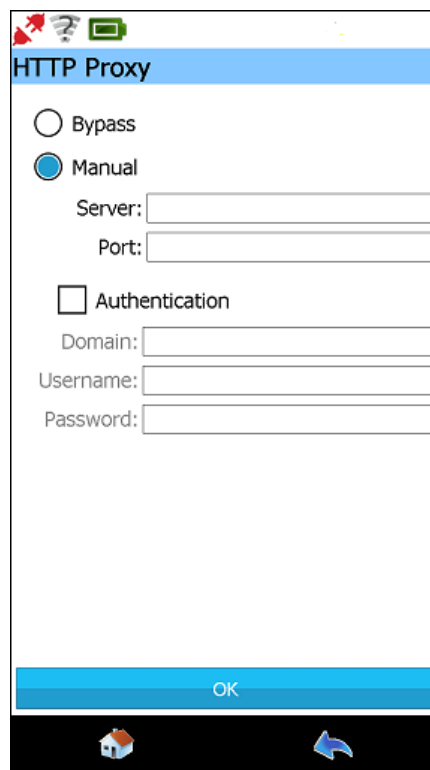 HTTP Proxy
Bypass
Manual
Server:
Port:
Authentication
Domain:
Username:
Password:
OK